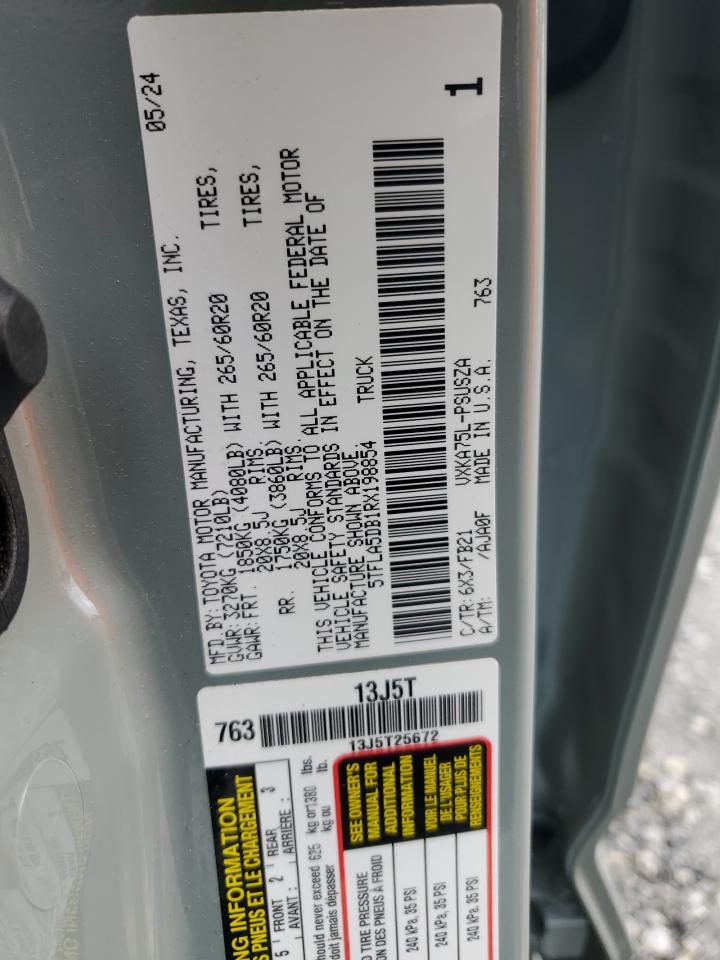 MFD.BY:TOYOTA MOTOR MANUFACTURING, TEXAS, INC. 05/24
GVWR: 3270KG (7210LB)
GAWR:FRT. 1850KG (4080LB) WITH 265/60R20 TIRES,
20X8.5J RIMS.
RR. 1750KG (3860LB) WITH 265/60R20 TIRES,
20X8.5J RIMS.
THIS VEHICLE CONFORMS TO ALL APPLICABLE FEDERAL MOTOR
VEHICLE SAFETY STANDARDS IN EFFECT ON THE DATE OF
MANUFACTURE SHOWN ABOVE.
5TFLA5DB1RX198854 TRUCK
C/TR:6X3/FB21 VXKA75L-PSUSZA 763
A/TM: /AJA0F MADE IN U.S.A.
1
763
13J5T
13J5T25672
NG INFORMATION
PNEUS ET LE CHARGEMENT
5 FRONT 2 REAR 3
AVANT : 2 ARRIÈRE : 3
should never exceed 625 kg or 1380 lbs.
doit jamais dépasser kg ou lb.
TIRE PRESSURE
DES PNEUS À FROID
240 kPa, 35 PSI
240 kPa, 35 PSI
240 kPa, 35 PSI
SEE OWNER'S
MANUAL FOR
ADDITIONAL
INFORMATION
VOIR LE MANUEL
DE L'USAGER
POUR PLUS DE
RENSEIGNEMENTS